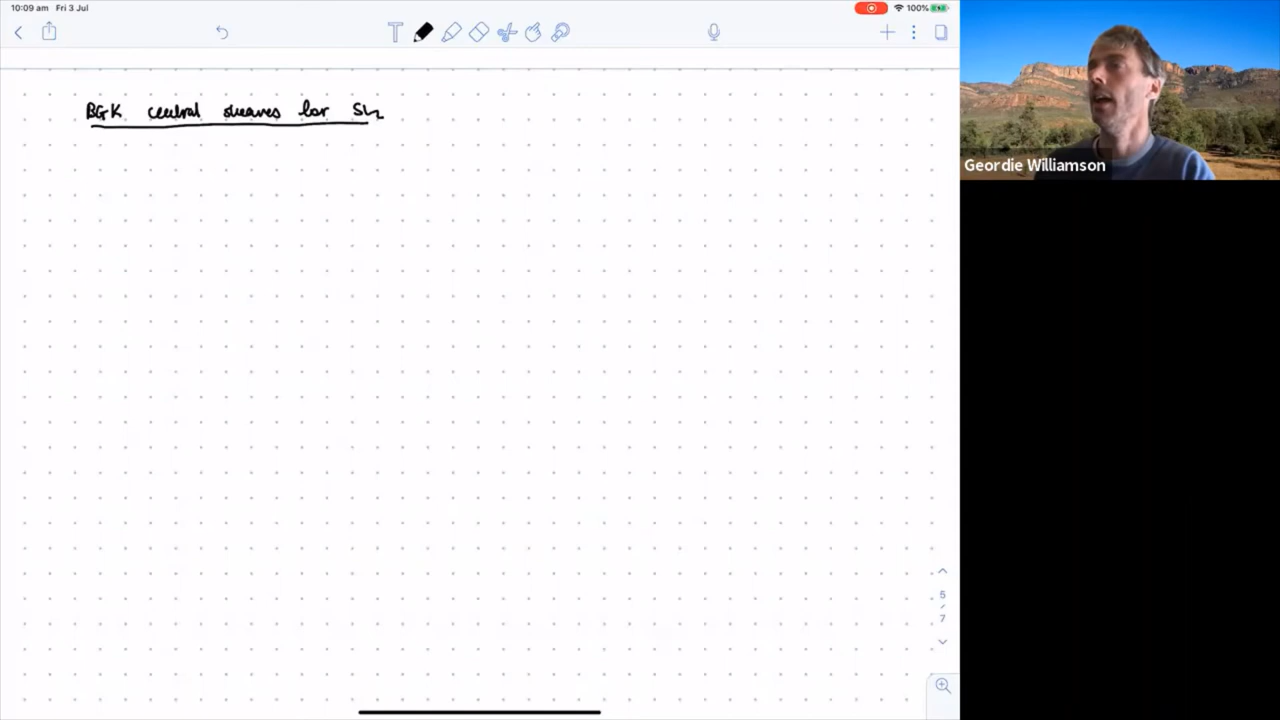 10:09 am Fri 3 Jul
100%
T
BGK central sheaves for SL2
Geordie Williamson
5
7